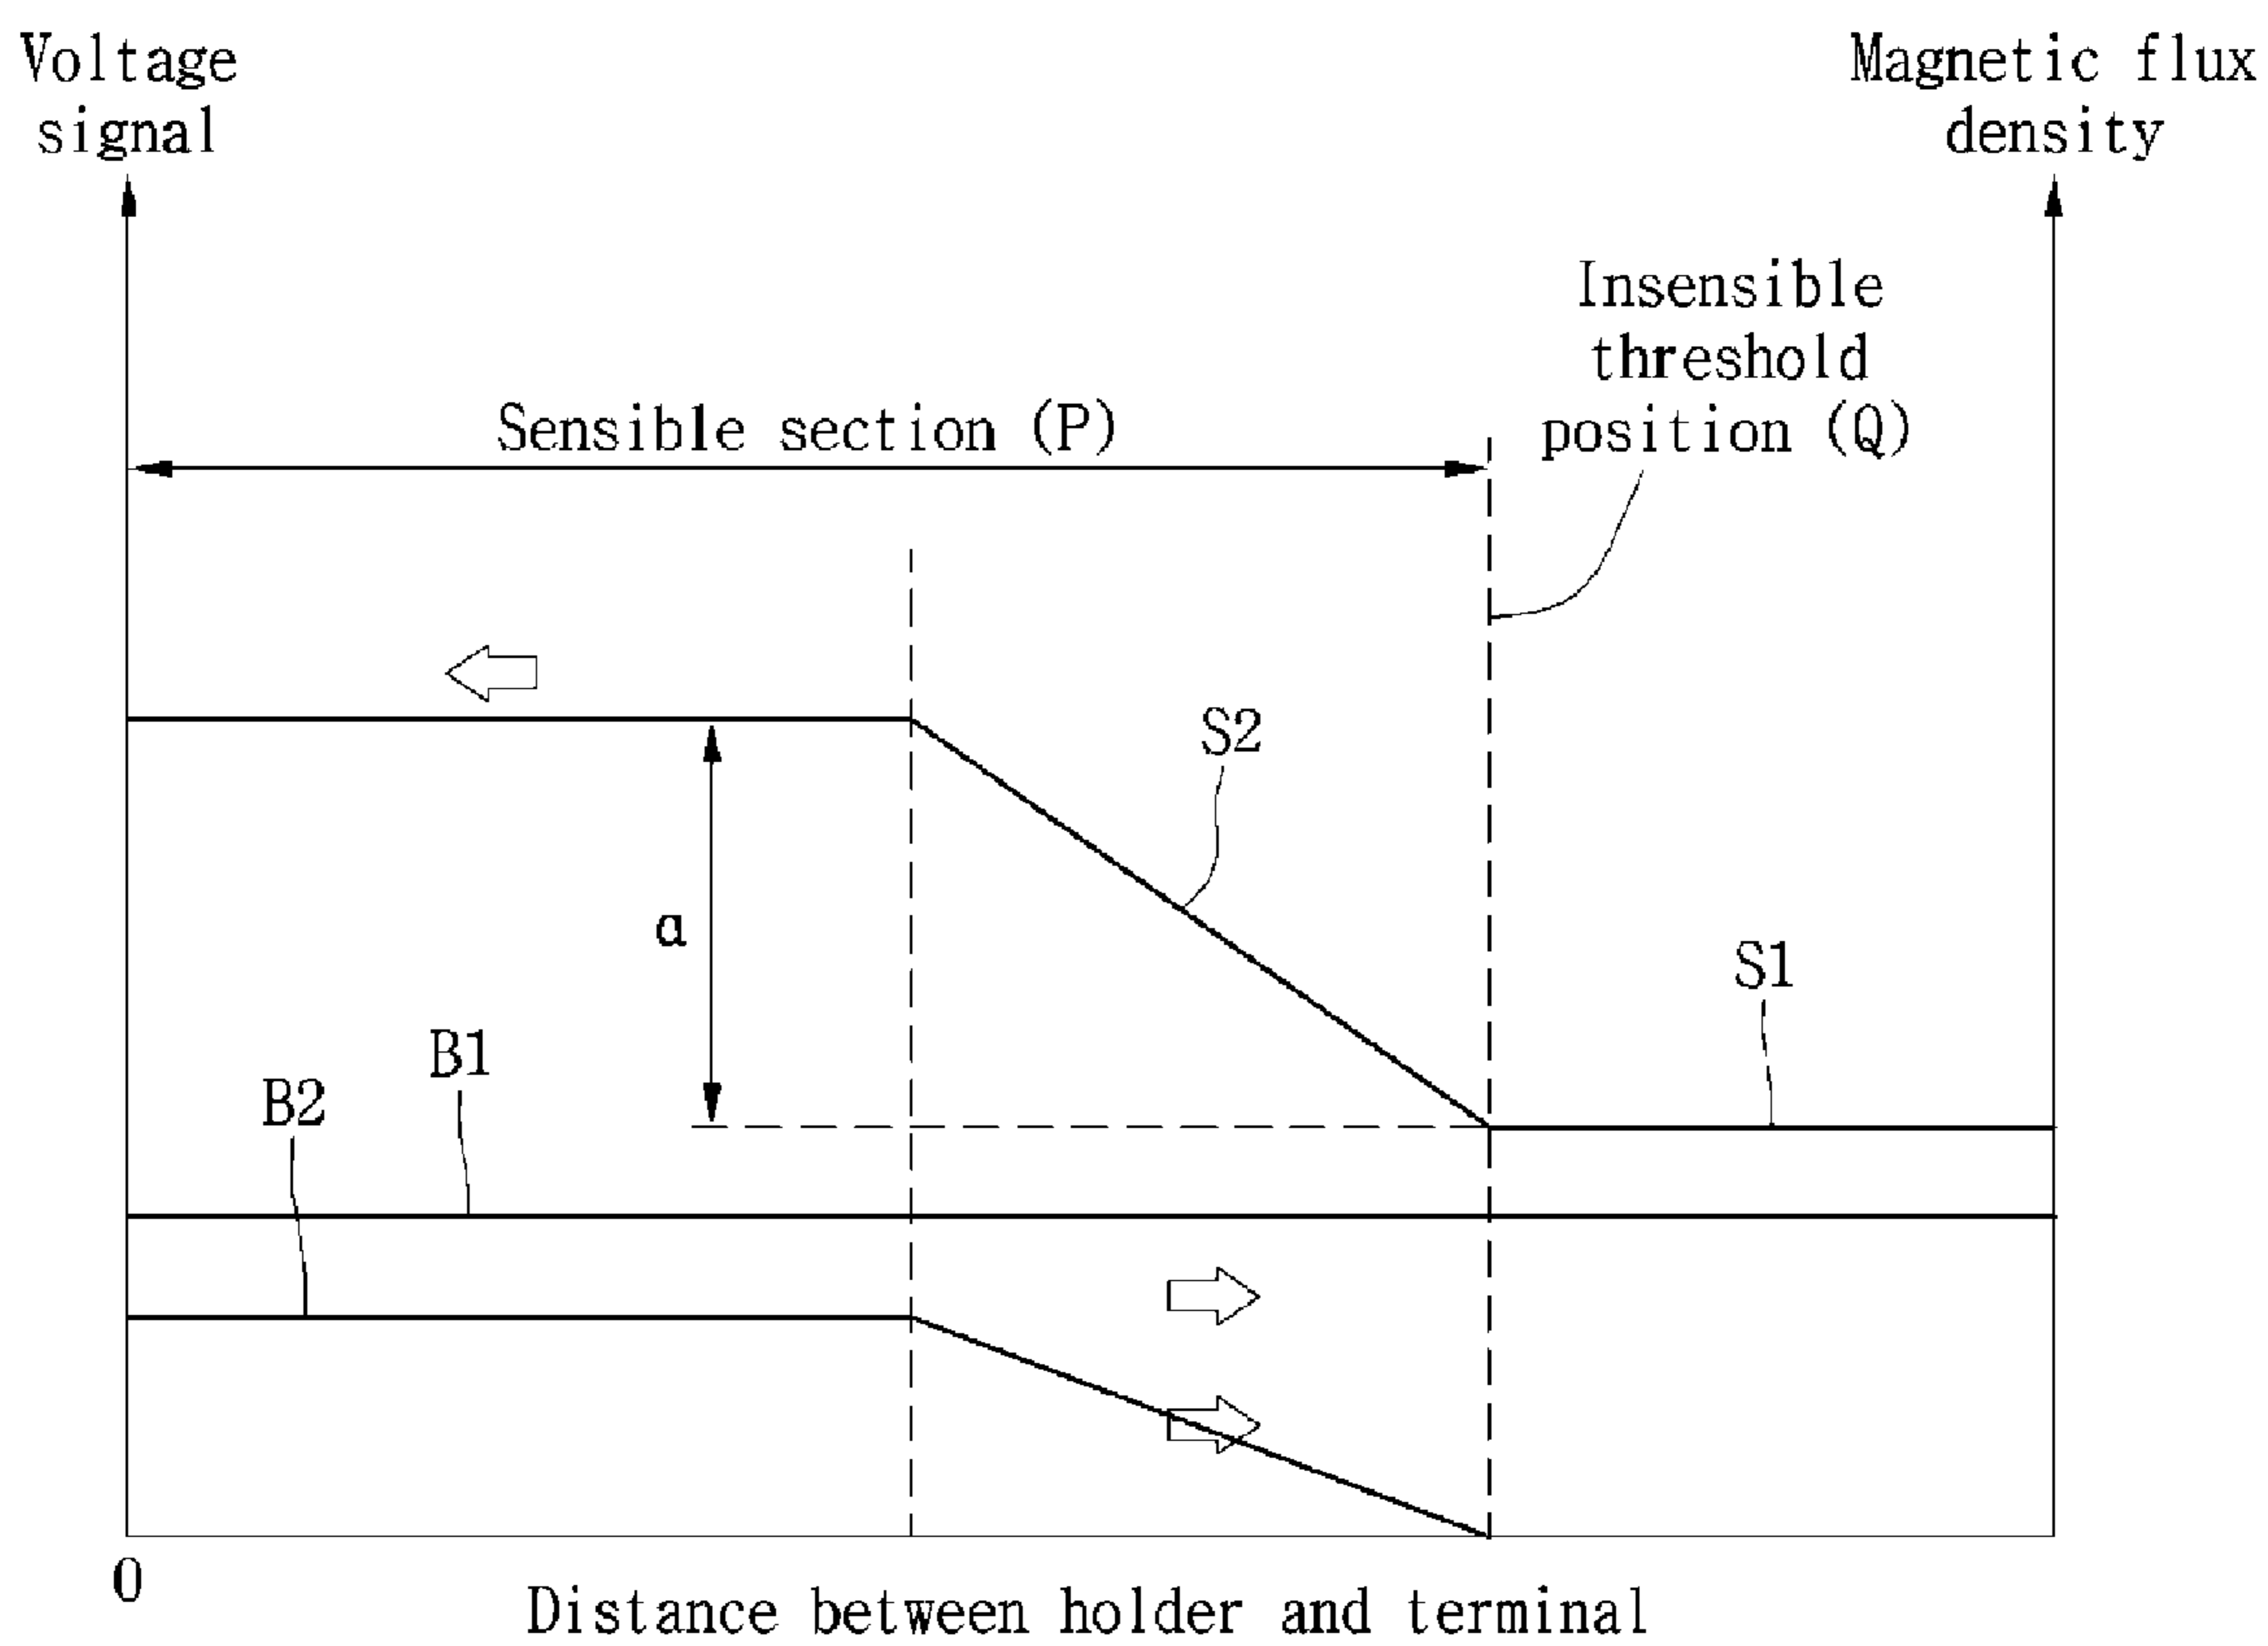 Voltage
signal
Magnetic flux
density
Insensible
threshold
position (Q)
Sensible section (P)
S2
a
S1
B1
B2
0
Distance between holder and terminal